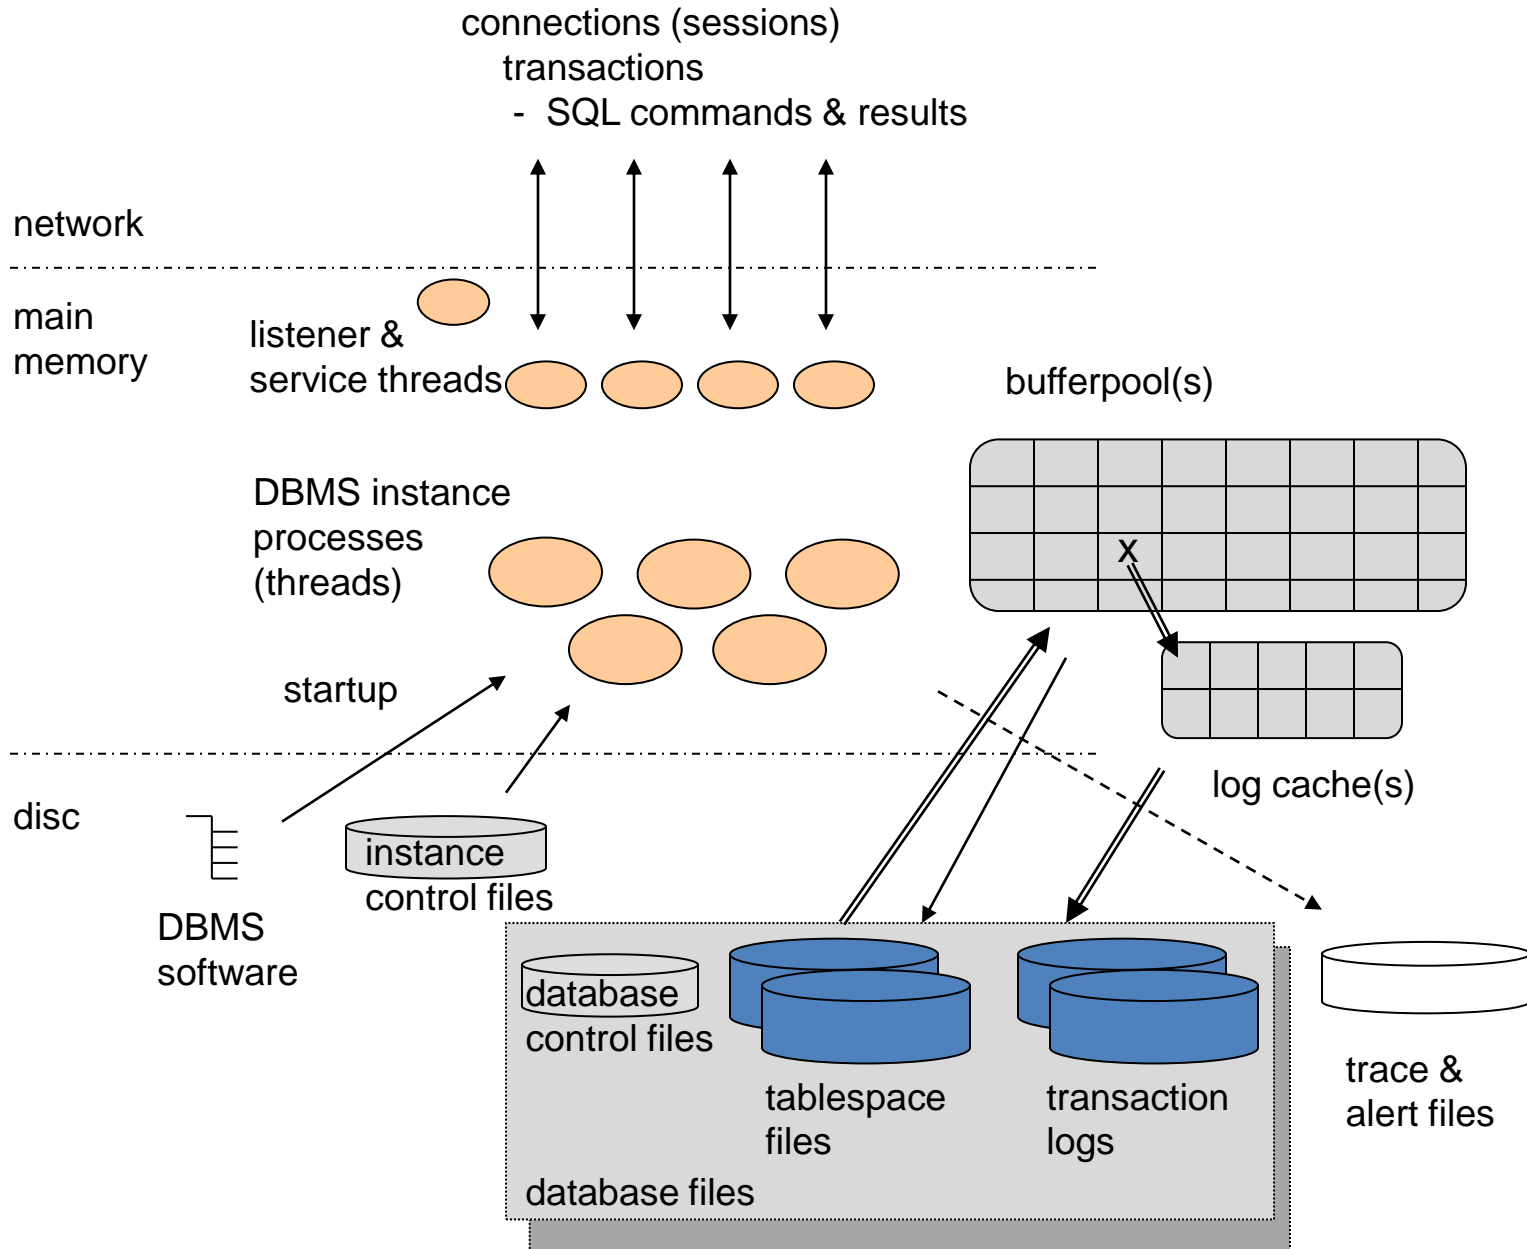 connections (sessions)
transactions
- SQL commands & results
network
main
memory
listener &
service threads
bufferpool(s)
DBMS instance
processes
(threads)
x
startup
log cache(s)
disc
instance
control files
DBMS
software
database
control files
tablespace
files
transaction
logs
trace &
alert files
database files